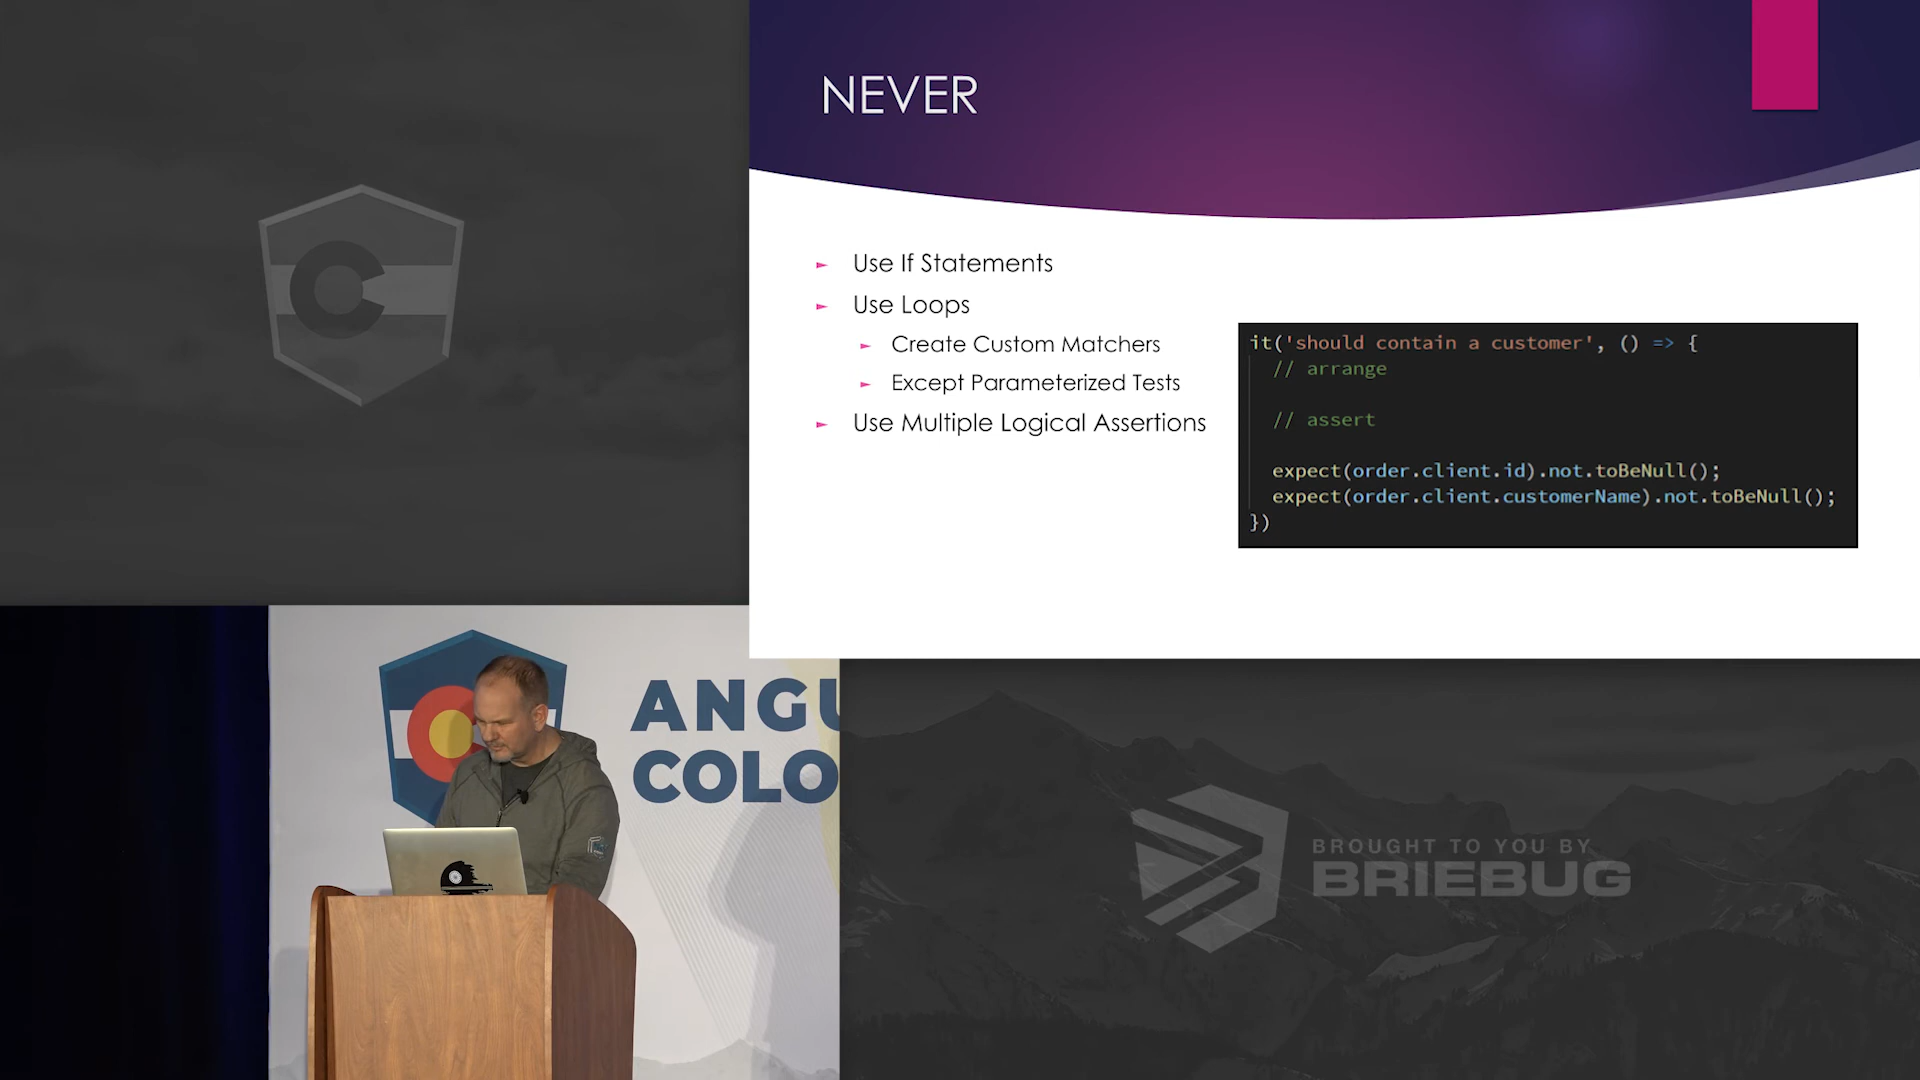 NEVER
Use If Statements
Use Loops
Create Custom Matchers
Except Parameterized Tests
Use Multiple Logical Assertions
it('should contain a customer', () => {
// arrange
// assert
expect(order.client.id).not.toBeNull();
expect(order.client.customerName).not.toBeNull();
})
ANGU
COLO
BROUGHT TO YOU BY
BRIEBUG